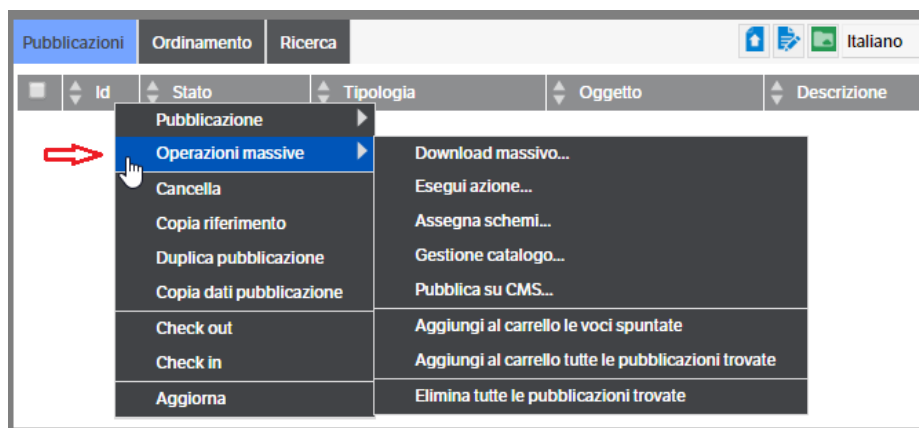 Pubblicazioni Ordinamento Ricerca Italiano
Id Stato Tipologia Oggetto Descrizione
Pubblicazione
Operazioni massive
Cancella
Copia riferimento
Duplica pubblicazione
Copia dati pubblicazione
Check out
Check in
Aggiorna
Download massivo...
Esegui azione...
Assegna schemi...
Gestione catalogo...
Pubblica su CMS...
Aggiungi al carrello le voci spuntate
Aggiungi al carrello tutte le pubblicazioni trovate
Elimina tutte le pubblicazioni trovate